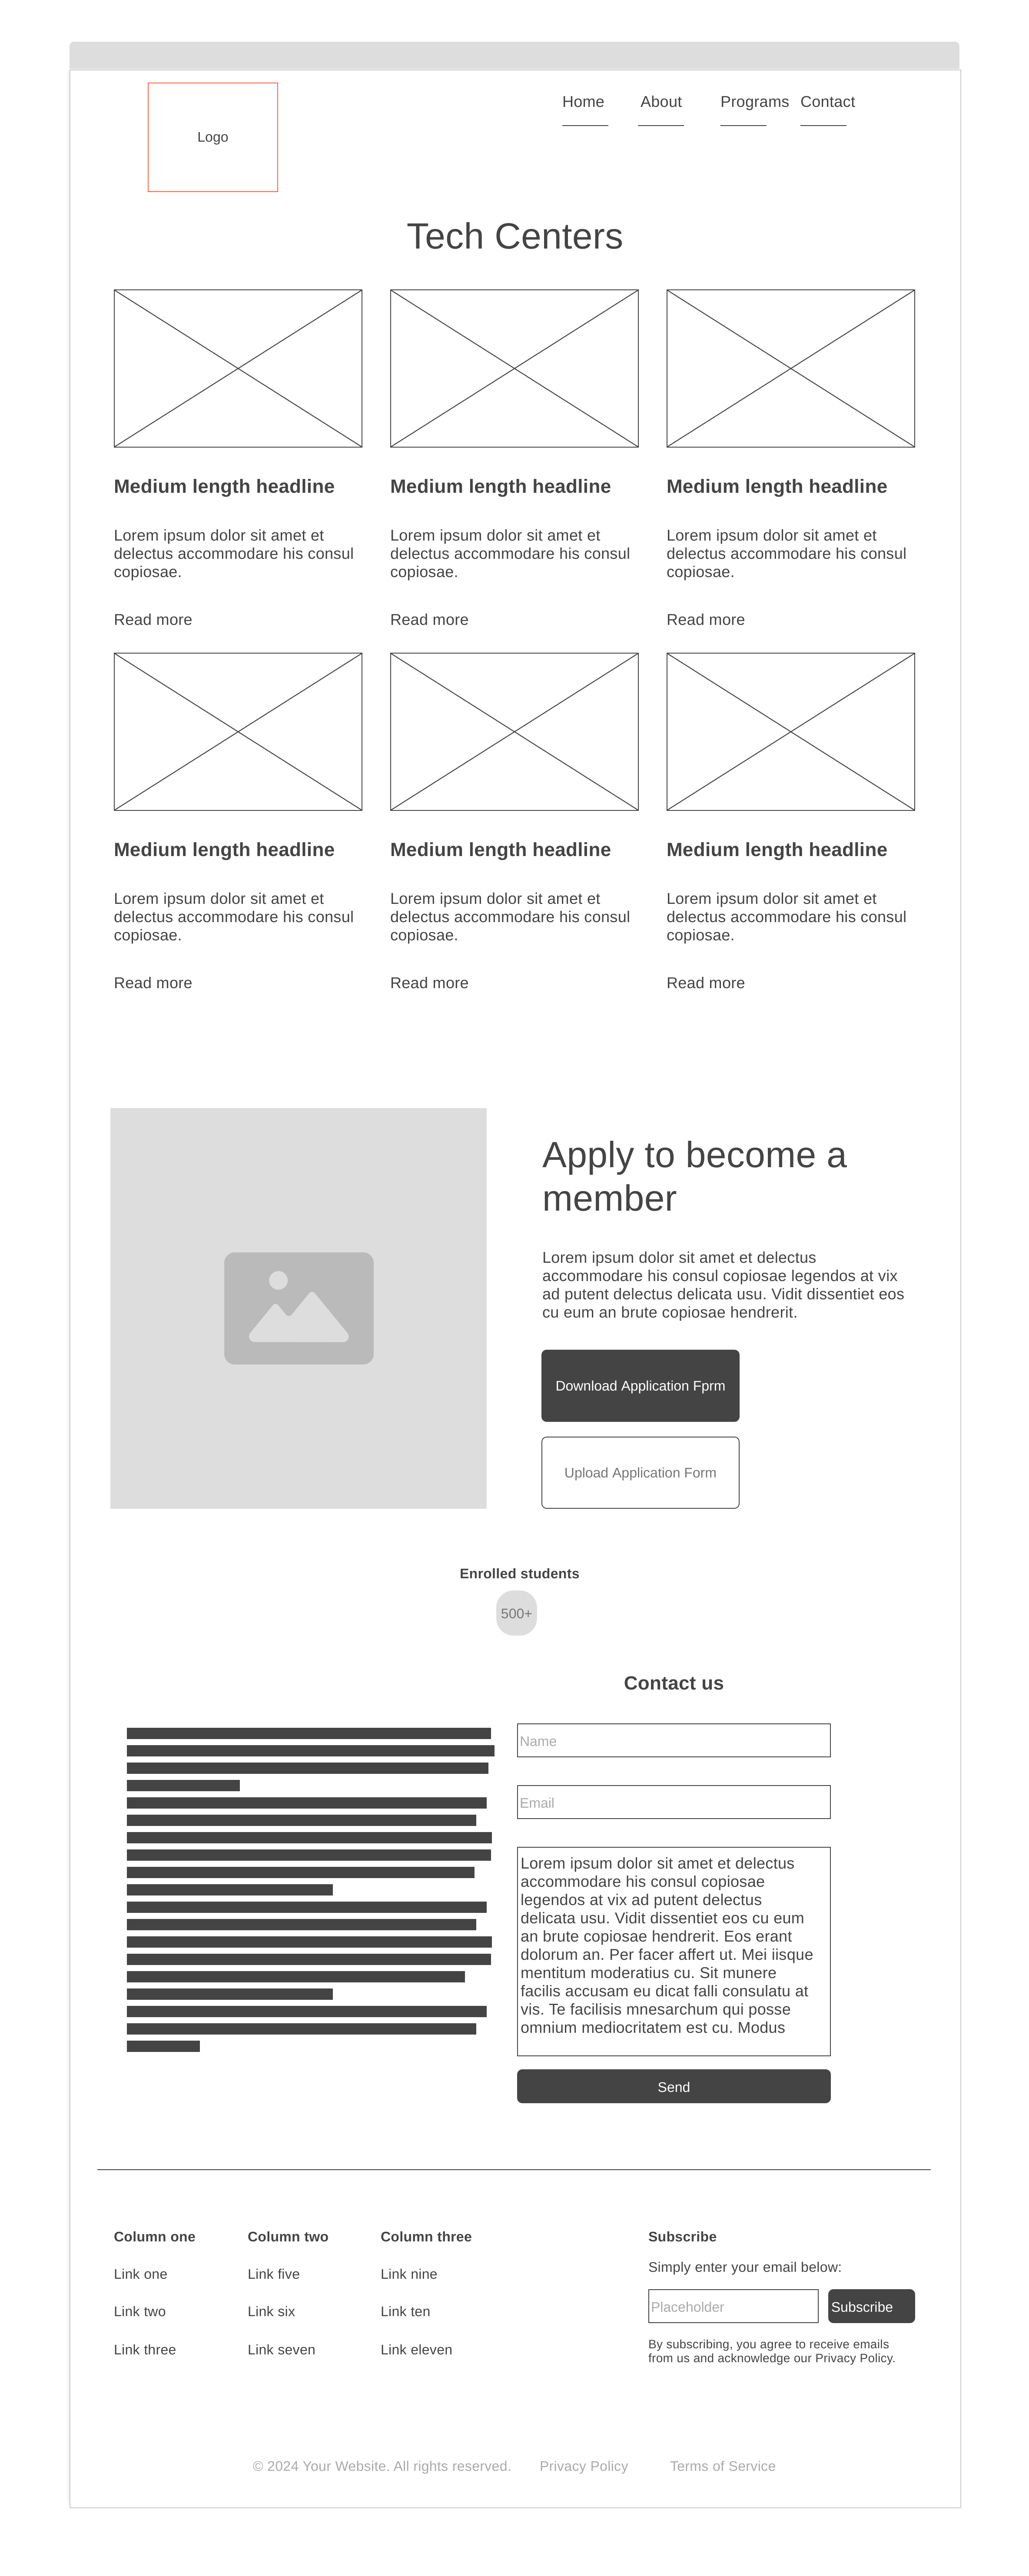 Logo
Home About Programs Contact
Tech Centers
Medium length headline
Lorem ipsum dolor sit amet et
delectus accommodare his consul
copiosae.
Read more
Medium length headline
Lorem ipsum dolor sit amet et
delectus accommodare his consul
copiosae.
Read more
Medium length headline
Lorem ipsum dolor sit amet et
delectus accommodare his consul
copiosae.
Read more
Medium length headline
Lorem ipsum dolor sit amet et
delectus accommodare his consul
copiosae.
Read more
Medium length headline
Lorem ipsum dolor sit amet et
delectus accommodare his consul
copiosae.
Read more
Medium length headline
Lorem ipsum dolor sit amet et
delectus accommodare his consul
copiosae.
Read more
Apply to become a
member
Lorem ipsum dolor sit amet et delectus
accommodare his consul copiosae legendos at vix
ad putent delectus delicata usu. Vidit dissentiet eos
cu eum an brute copiosae hendrerit.
Download Application Fprm
Upload Application Form
Enrolled students
500+
Contact us
Name
Email
Lorem ipsum dolor sit amet et delectus
accommodare his consul copiosae
legendos at vix ad putent delectus
delicata usu. Vidit dissentiet eos cu eum
an brute copiosae hendrerit. Eos erant
dolorum an. Per facer affert ut. Mei iisque
mentitum moderatius cu. Sit munere
facilis accusam eu dicat falli consulatu at
vis. Te facilisis mnesarchum qui posse
omnium mediocritatem est cu. Modus
Send
Column one
Link one
Link two
Link three
Column two
Link five
Link six
Link seven
Column three
Link nine
Link ten
Link eleven
Subscribe
Simply enter your email below:
Placeholder
Subscribe
By subscribing, you agree to receive emails
from us and acknowledge our Privacy Policy.
© 2024 Your Website. All rights reserved. Privacy Policy Terms of Service